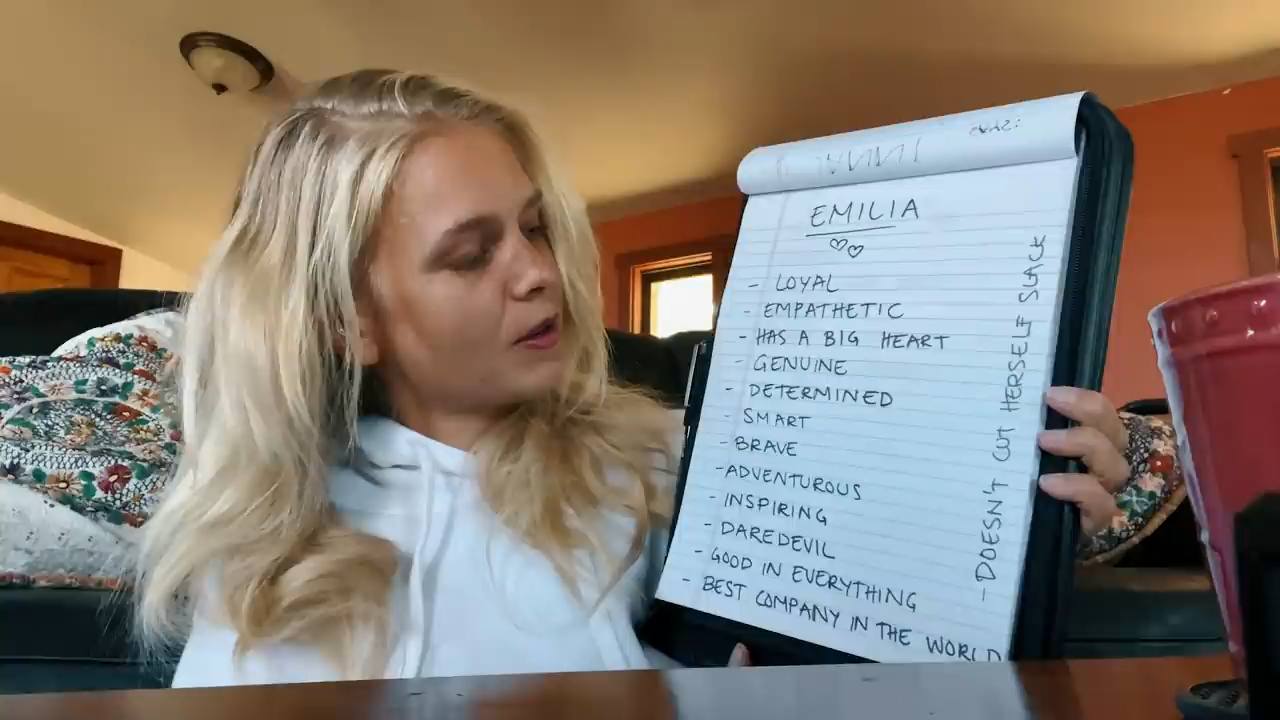 EMILIA
- LOYAL
- EMPATHETIC
- HAS A BIG HEART
- GENUINE
- DETERMINED
- SMART
- BRAVE
- ADVENTUROUS
- INSPIRING
- DAREDEVIL
- GOOD IN EVERYTHING
- BEST COMPANY IN THE WORLD
- DOESN'T CUT HERSELF SLACK